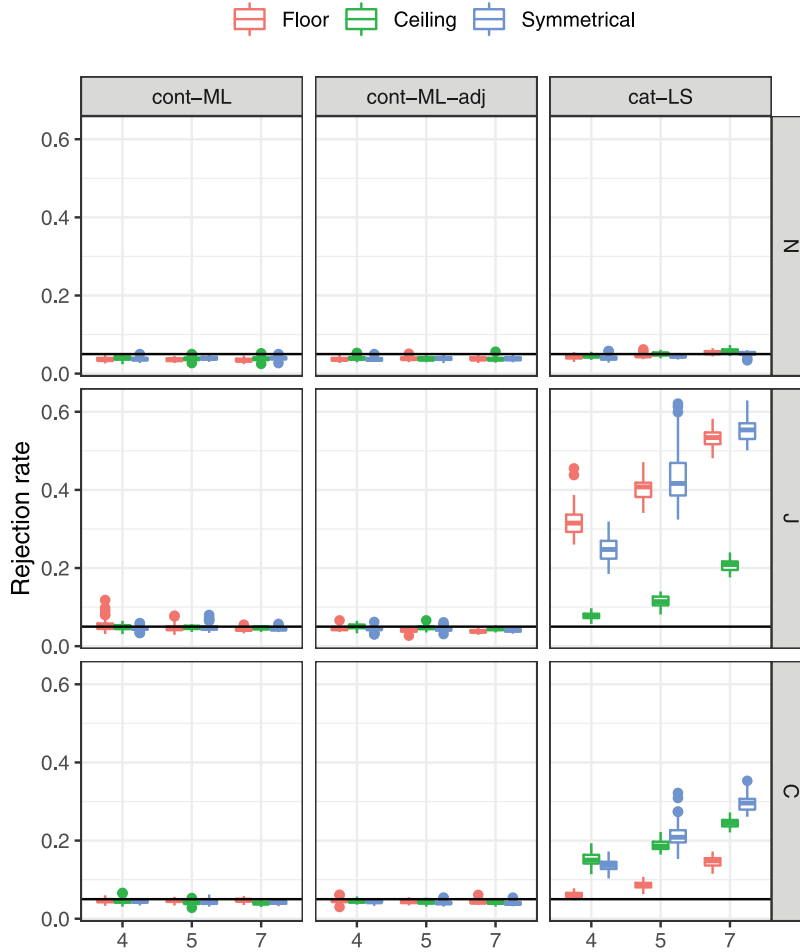 Floor Ceiling Symmetrical
cont−ML cont−ML−adj cat−LS
0.6
0.4
0.2
0.0
N
0.6
0.4
0.2
0.0
J
0.6
0.4
0.2
0.0
C
Rejection rate
4 5 7 4 5 7 4 5 7